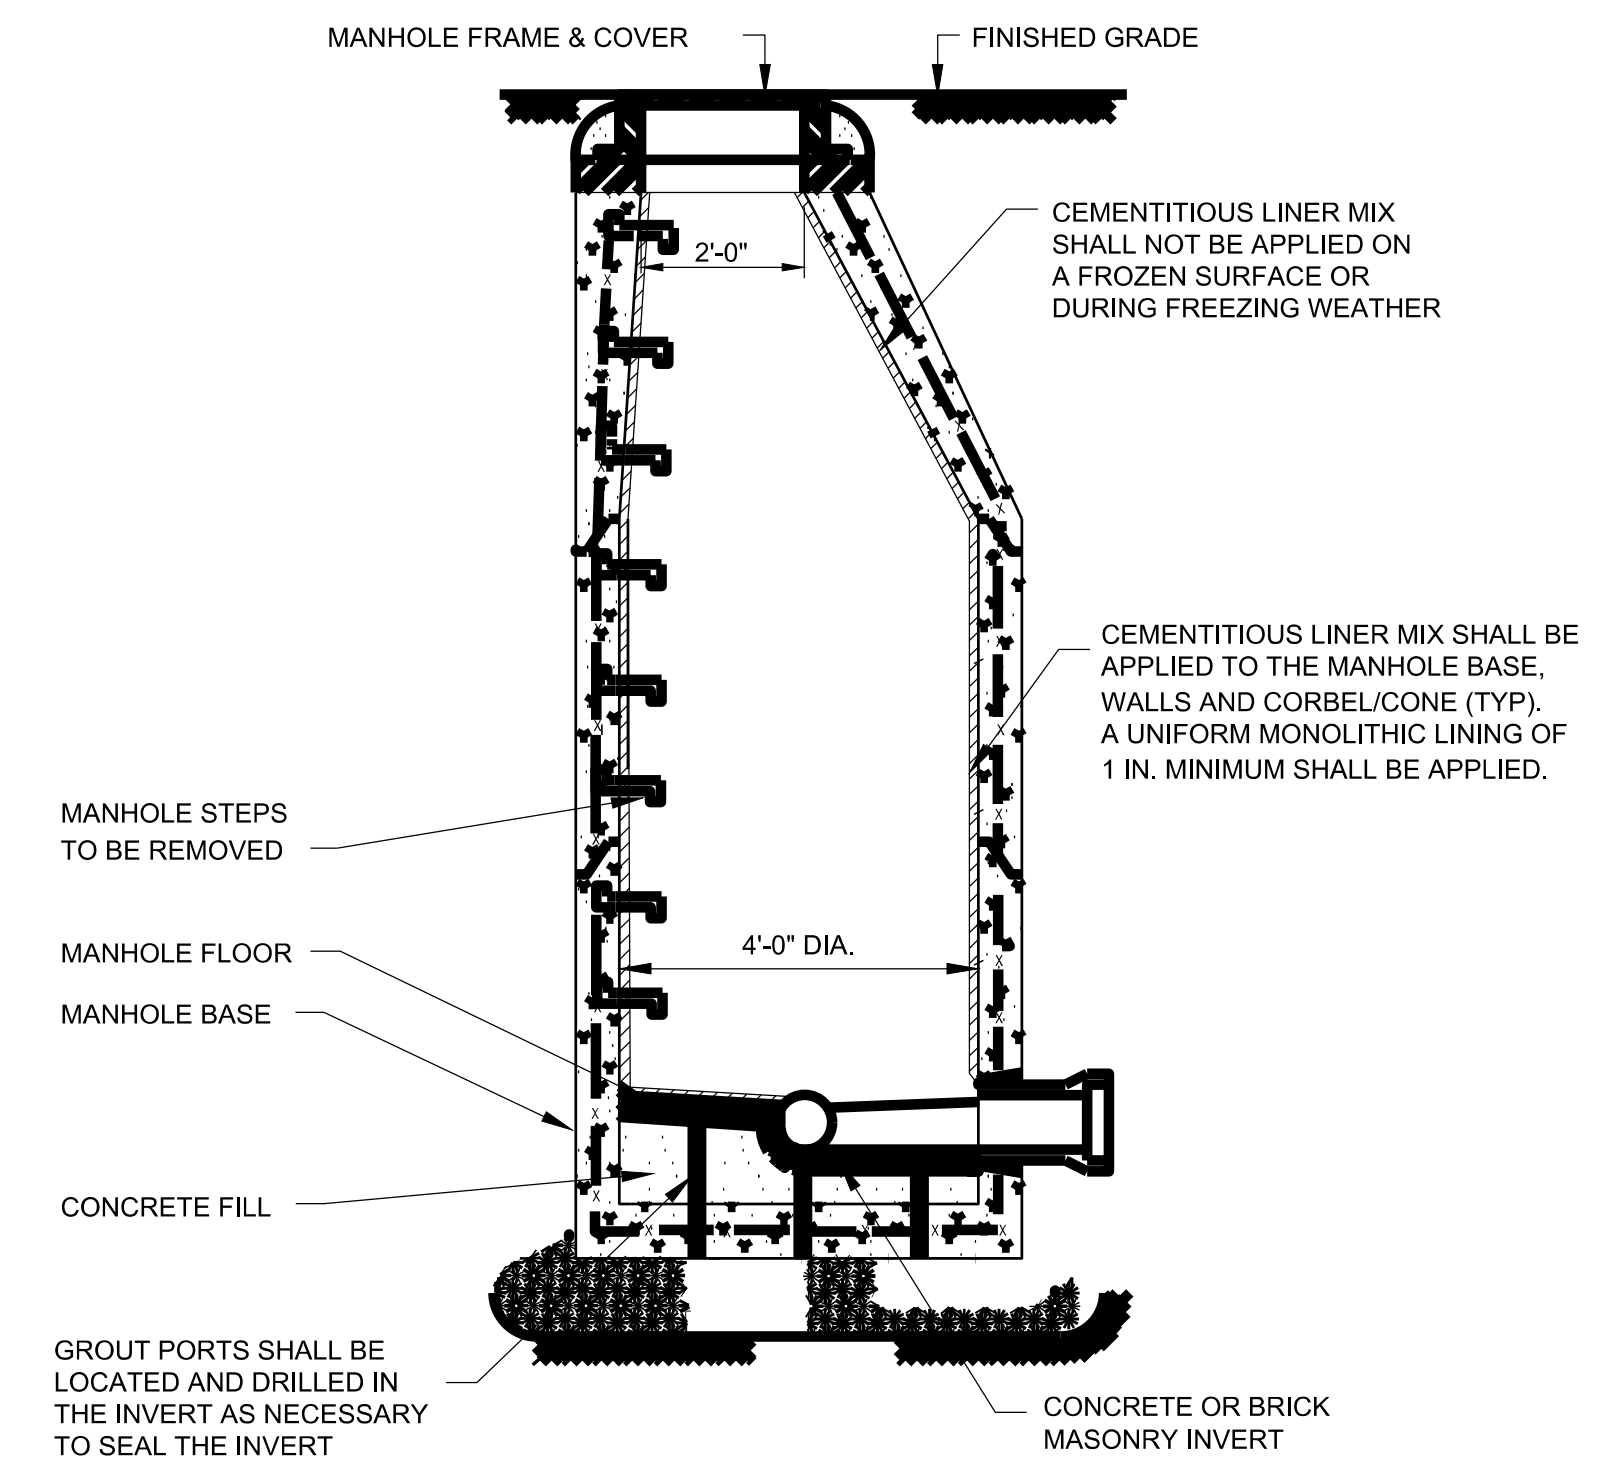 MANHOLE FRAME & COVER
FINISHED GRADE
CEMENTITIOUS LINER MIX
SHALL NOT BE APPLIED ON
A FROZEN SURFACE OR
DURING FREEZING WEATHER
2'-0"
CEMENTITIOUS LINER MIX SHALL BE
APPLIED TO THE MANHOLE BASE,
WALLS AND CORBEL/CONE (TYP).
A UNIFORM MONOLITHIC LINING OF
1 IN. MINIMUM SHALL BE APPLIED.
MANHOLE STEPS
TO BE REMOVED
4'-0" DIA.
MANHOLE FLOOR
MANHOLE BASE
CONCRETE FILL
GROUT PORTS SHALL BE
LOCATED AND DRILLED IN
THE INVERT AS NECESSARY
TO SEAL THE INVERT
CONCRETE OR BRICK
MASONRY INVERT